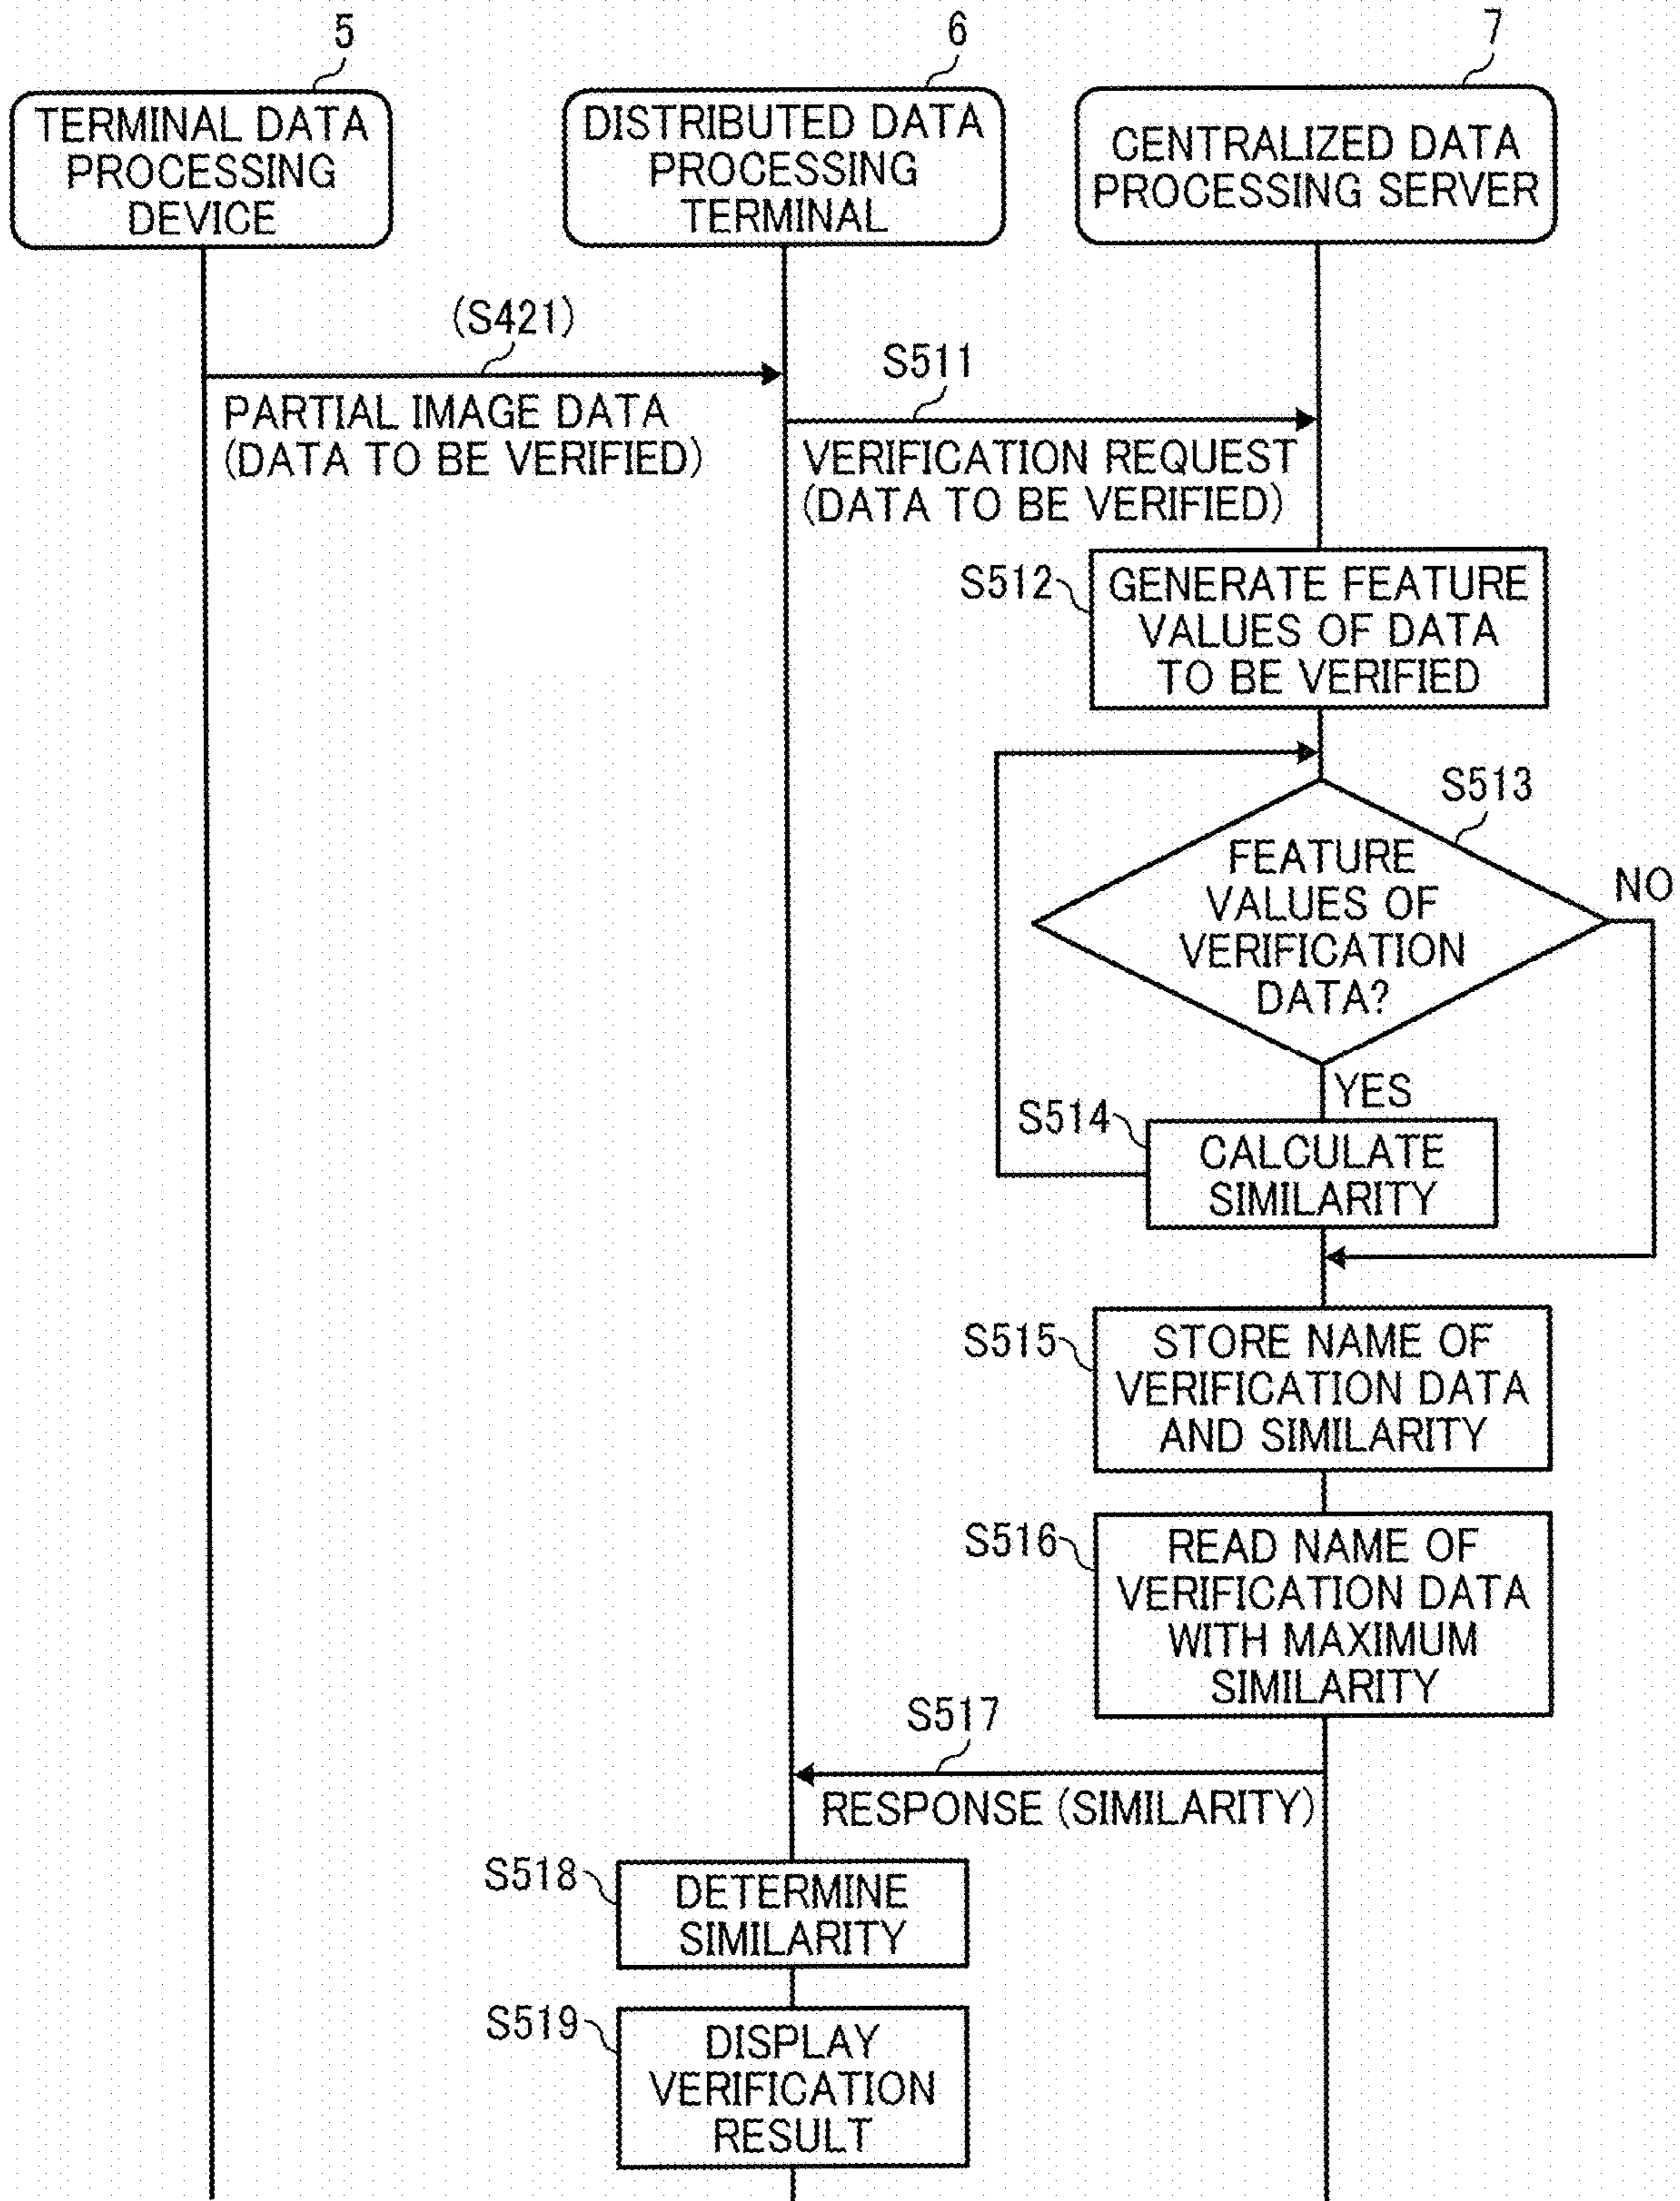 5
6
7
TERMINAL DATA
PROCESSING
DEVICE
DISTRIBUTED DATA
PROCESSING
TERMINAL
CENTRALIZED DATA
PROCESSING SERVER
(S421)
PARTIAL IMAGE DATA
(DATA TO BE VERIFIED)
S511
VERIFICATION REQUEST
(DATA TO BE VERIFIED)
S512
GENERATE FEATURE
VALUES OF DATA
TO BE VERIFIED
S513
FEATURE
VALUES OF
VERIFICATION
DATA?
NO
YES
S514
CALCULATE
SIMILARITY
S515
STORE NAME OF
VERIFICATION DATA
AND SIMILARITY
S516
READ NAME OF
VERIFICATION DATA
WITH MAXIMUM
SIMILARITY
S517
RESPONSE (SIMILARITY)
S518
DETERMINE
SIMILARITY
S519
DISPLAY
VERIFICATION
RESULT